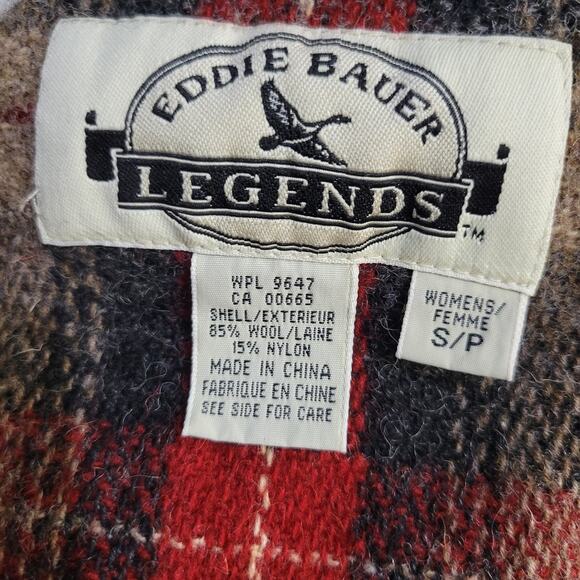 EDDIE BAUER
LEGENDS
TM
WPL 9647
CA 00665
SHELL/EXTERIEUR
85% WOOL/LAINE
15% NYLON
MADE IN CHINA
FABRIQUE EN CHINE
SEE SIDE FOR CARE
WOMENS/
FEMME
S/P